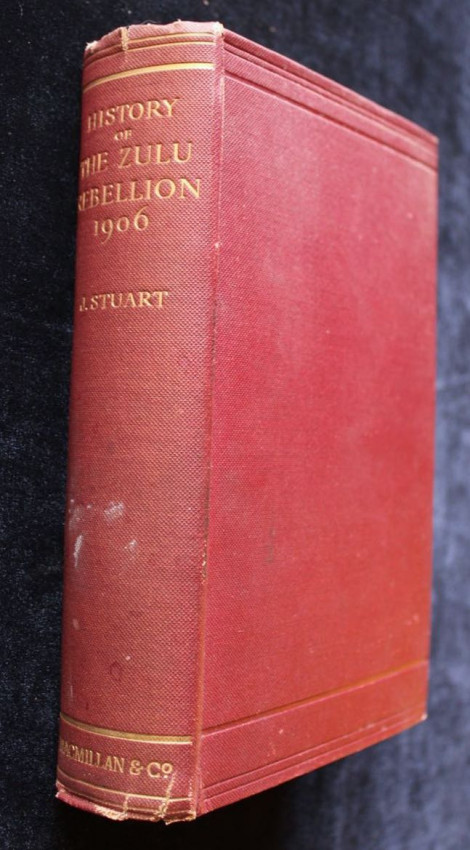 HISTORY
OF
THE ZULU
REBELLION
1906
J. STUART
MACMILLAN & Co